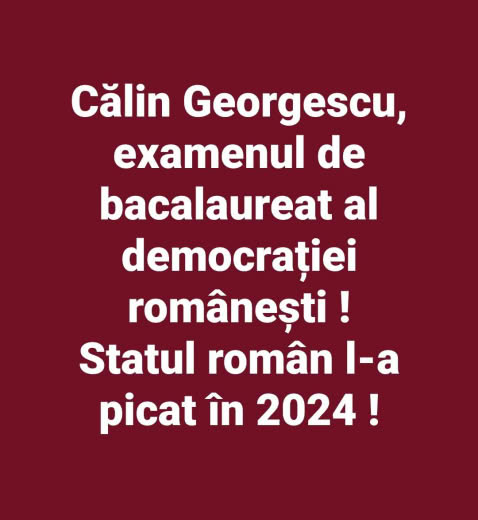 Călin Georgescu,
examenul de
bacalaureat al
democrației
românești !
Statul român l-a
picat în 2024 !